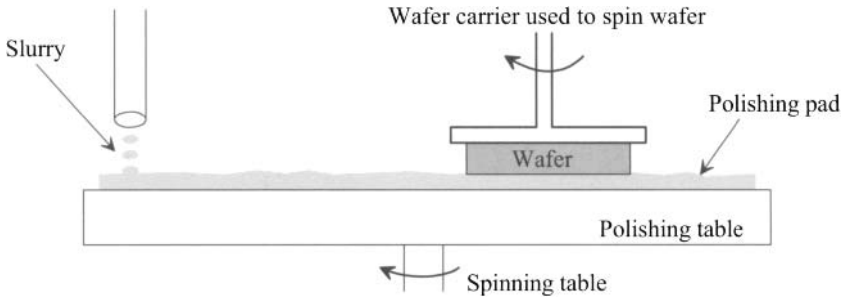 Wafer carrier used to spin wafer
Slurry
Polishing pad
Wafer
Polishing table
Spinning table